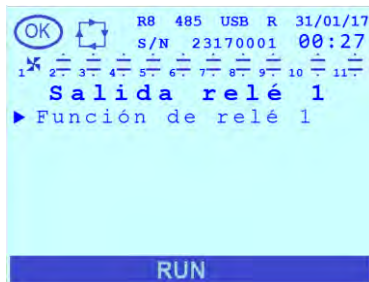 OK R8 485 USB R 31/01/17
S/N 23170001 00:27
1 2 3 4 5 6 7 8 9 10 11
Salida relé 1
Función de relé 1
RUN